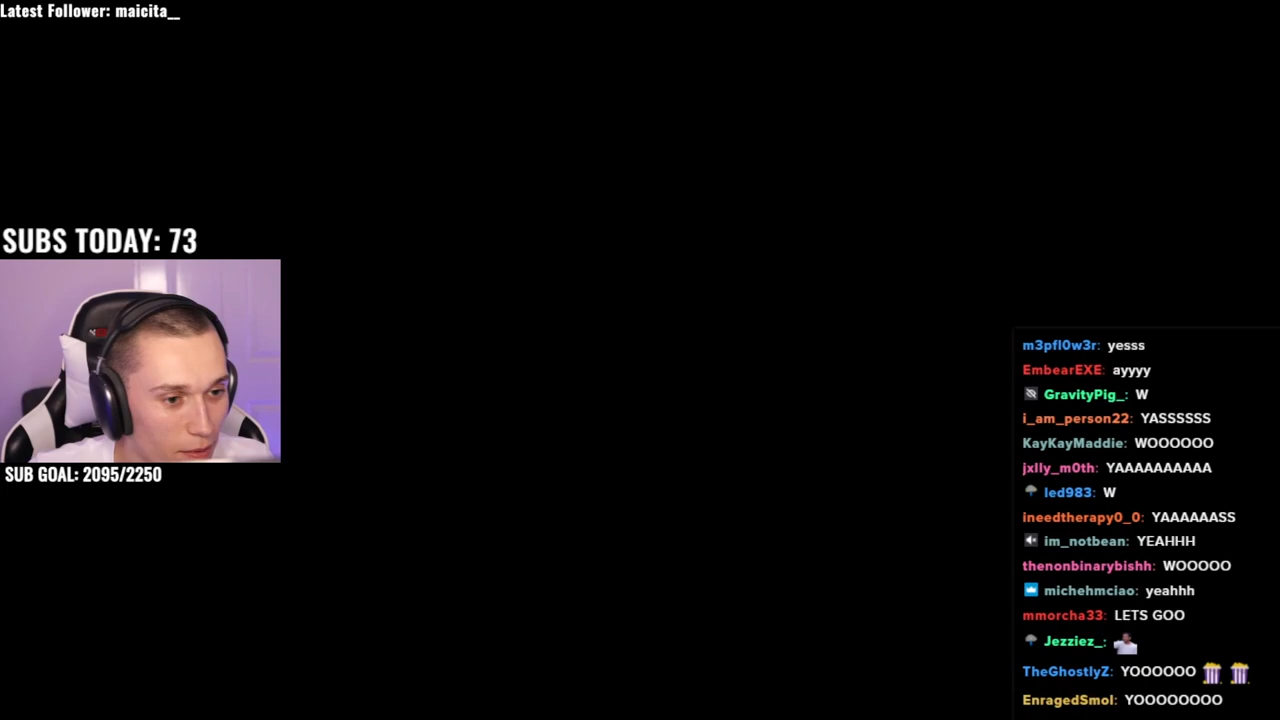 Latest Follower: maicita__
SUBS TODAY: 73
SUB GOAL: 2095/2250
m3pfl0w3r: yesss
EmbearEXE: ayyyy
GravityPig_: W
i_am_person22: YASSSSSS
KayKayMaddie: WOOOOOO
jxlly_m0th: YAAAAAAAAAA
led983: W
ineedtherapy0_0: YAAAAAASS
im_notbean: YEAHHH
thenonbinarybishh: WOOOOO
michehmciao: yeahhh
mmorcha33: LETS GOO
Jezziez_:
TheGhostlyZ: YOOOOOO
EnragedSmol: YOOOOOOOO